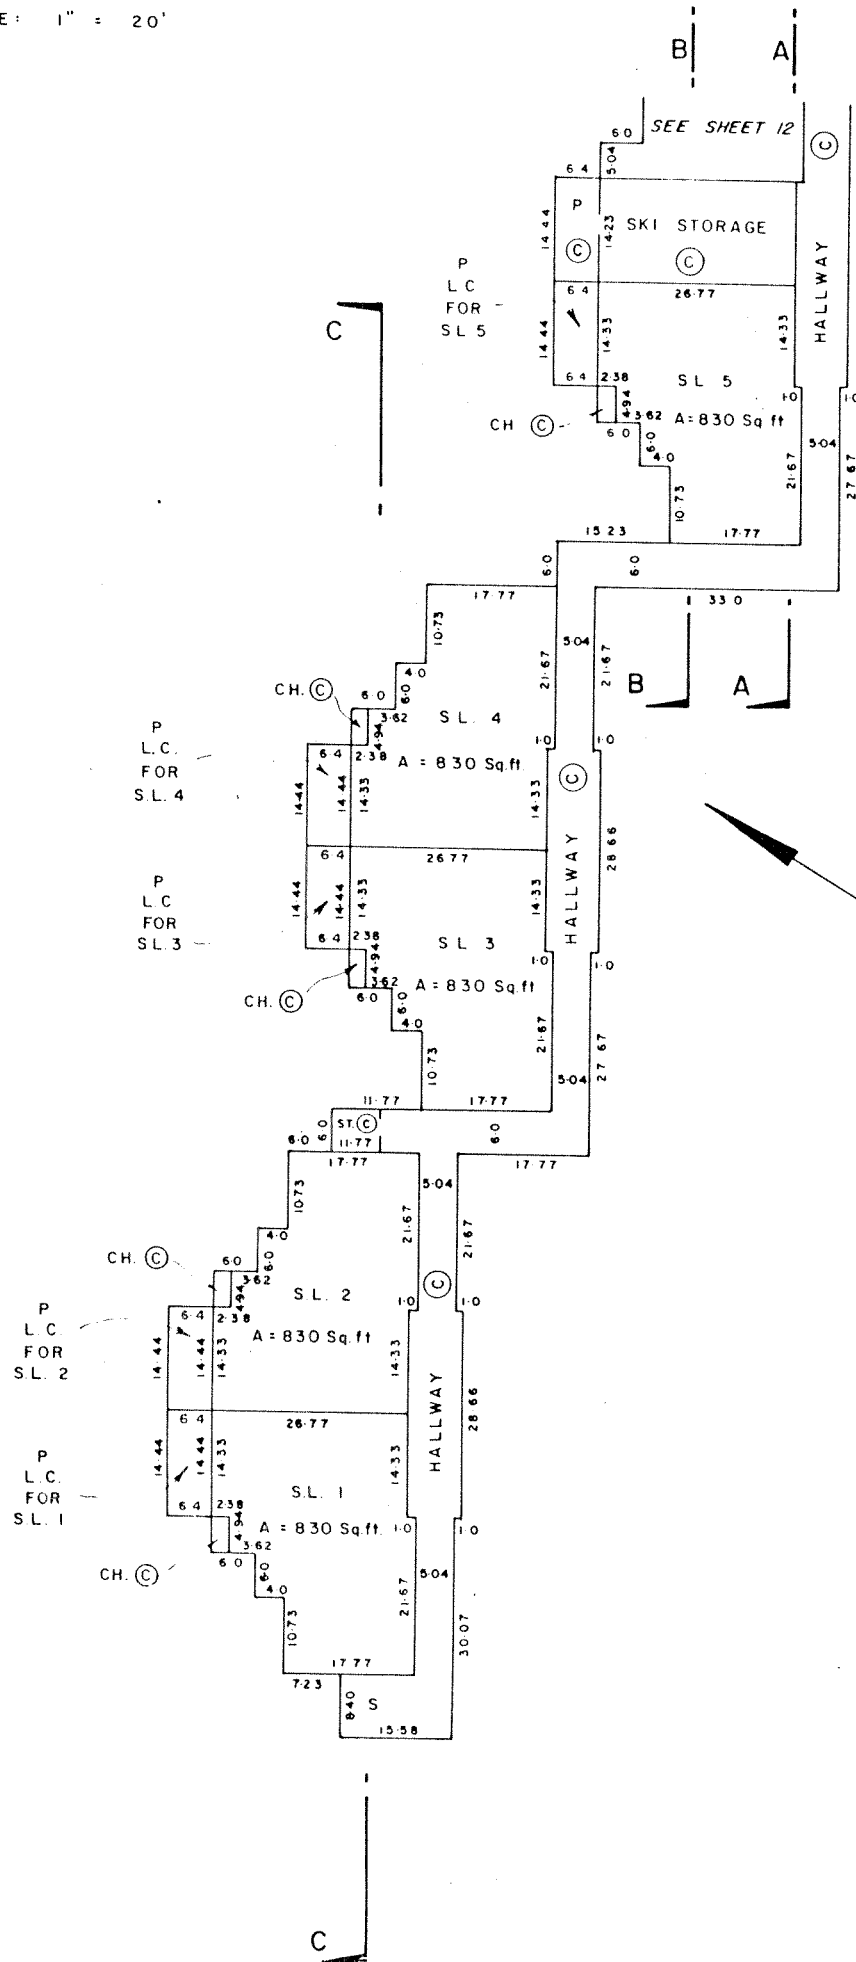 E: 1" = 20'
B A
SEE SHEET 12
6.0
5.04
C
6.4
P
14.44
14.23
SKI STORAGE
C
C
HALLWAY
P
L.C
FOR
SL 5
6.4
26.77
14.44
14.33
14.33
C
SL 5
6.4 2.38
1.0 1.0
CH C
4.94
3.62
A = 830 Sq ft
6.0
6.0
4.0
5.04
21.67
27.67
10.73
15.23
17.77
6.0
6.0
17.77
33.0
10.73
5.04
21.67
21.67
4.0
B A
CH. C
6.0
6.0
3.62
S.L. 4
4.94
P
L.C.
FOR
S.L. 4
6.4
2.38
A = 830 Sq.ft.
1.0 1.0
14.44
14.44
14.33
14.33
C
HALLWAY
28.66
6.4
26.77
P
L.C
FOR
SL.3
14.44
14.44
14.33
14.33
6.4 2.38
SL 3
4.94
1.0 1.0
CH. C
3.62
6.0
A = 830 Sq.ft
6.0
4.0
21.67
27.67
10.73
5.04
11.77
17.77
ST. C
6.0
6.0
11.77
6.0
17.77
17.77
5.04
10.73
21.67
21.67
4.0
CH. C
6.0
6.0
3.62
S.L. 2
C
4.94
P
L.C.
FOR
S.L. 2
6.4
2.38
1.0 1.0
A = 830 Sq.ft
14.44
14.44
14.33
14.33
HALLWAY
28.66
6.4
26.77
P
L.C.
FOR
SL. 1
14.44
14.44
14.33
14.33
S.L. 1
6.4 2.38
4.94
A = 830 Sq.ft.
1.0 1.0
3.62
CH. C
6.0
6.0
4.0
5.04
21.67
30.07
10.73
17.77
7.23
8.40
S
15.58
C